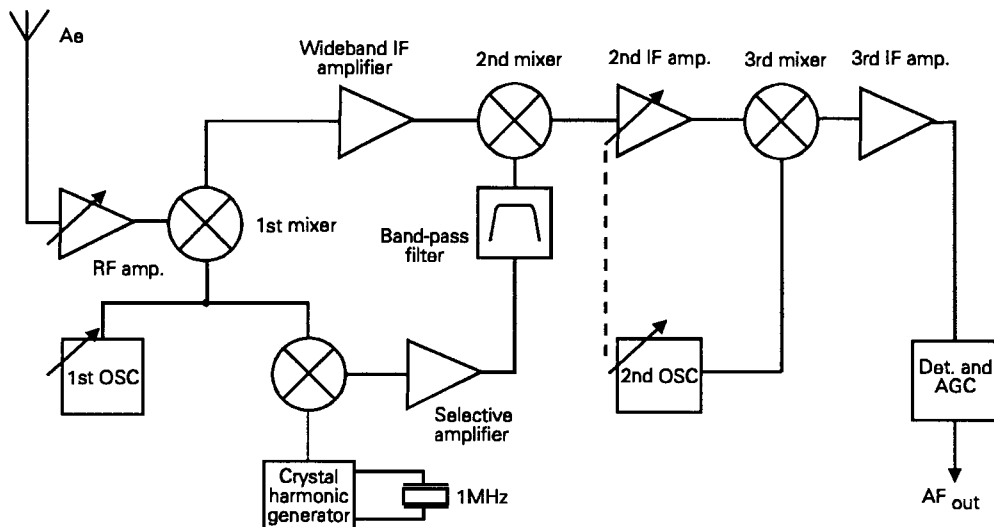 Ae
Wideband IF
amplifier
2nd mixer
2nd IF amp.
3rd mixer
3rd IF amp.
1st mixer
RF amp.
Band-pass
filter
1st OSC
2nd OSC
Det. and
AGC
Selective
amplifier
Crystal
harmonic
generator
1MHz
AF out